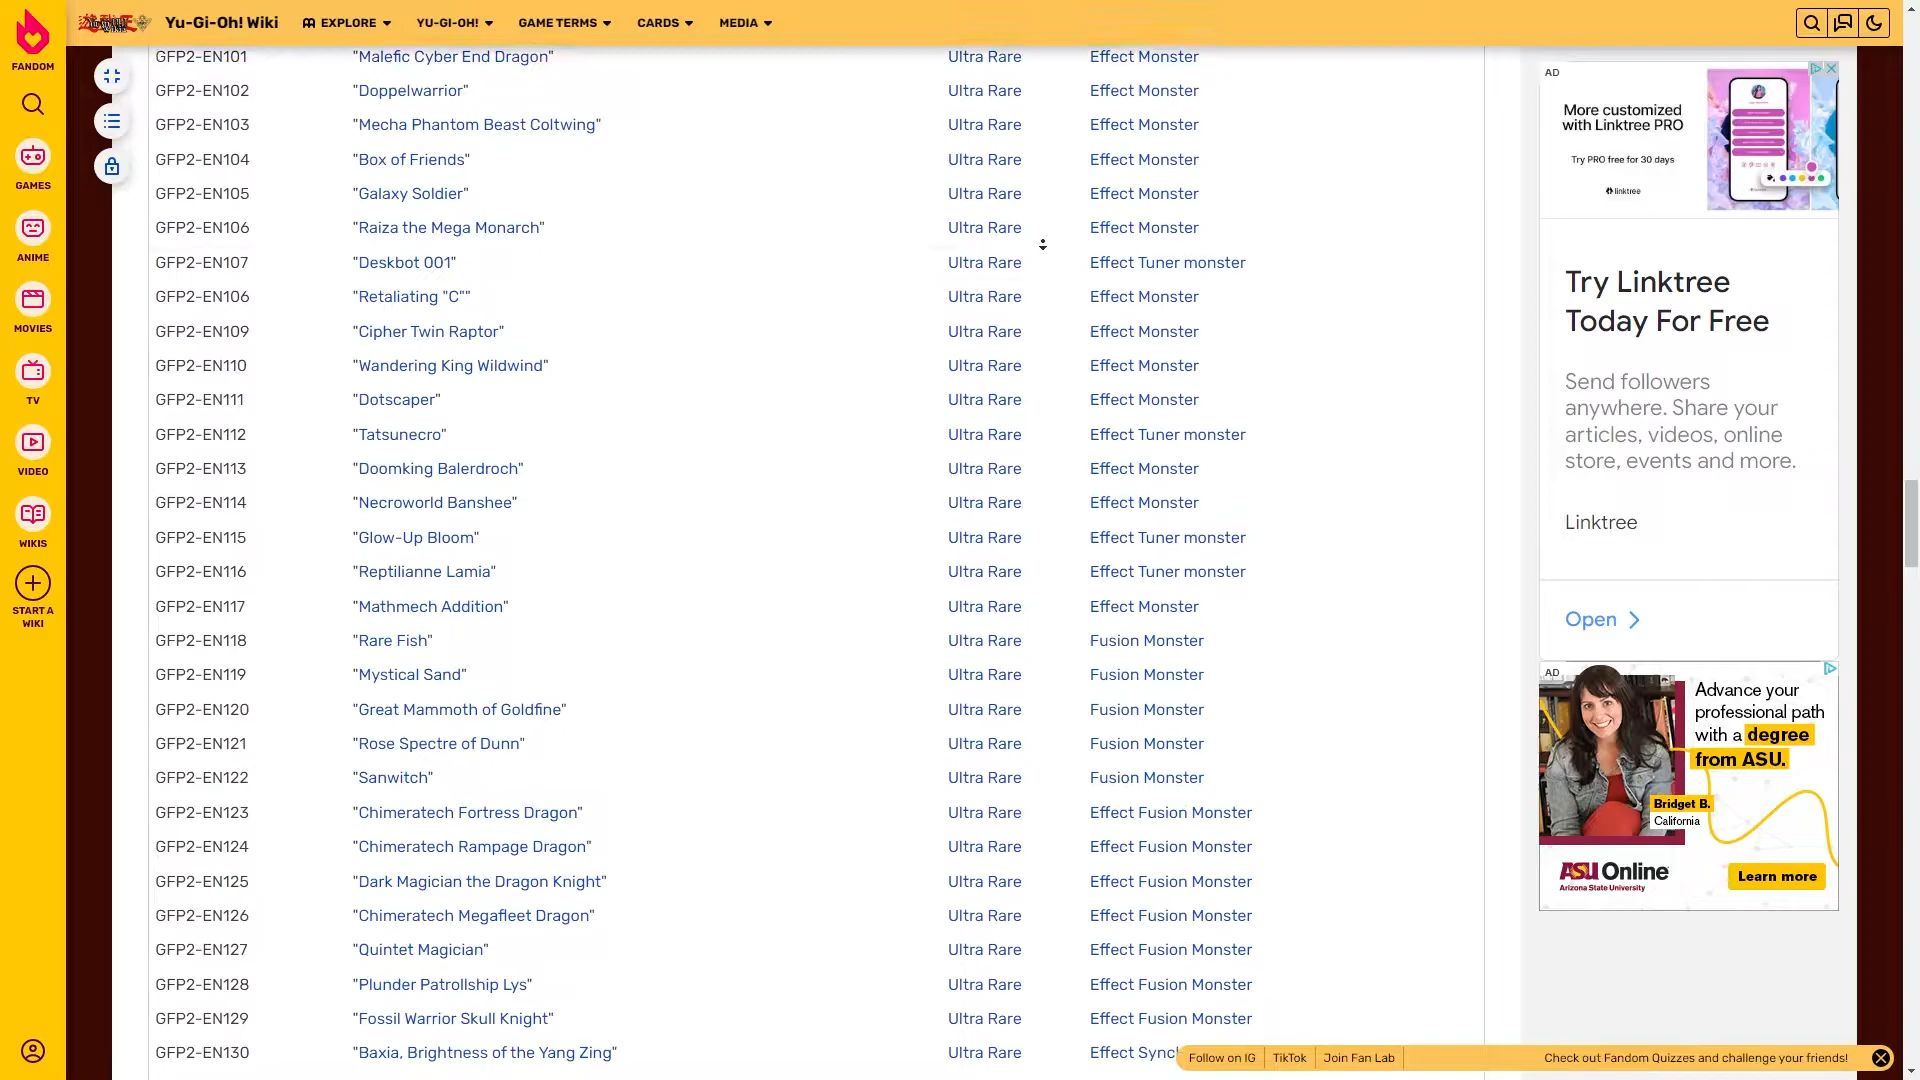 FANDOM
GAMES
ANIME
MOVIES
TV
VIDEO
WIKIS
START A
WIKI
Yu-Gi-Oh! Wiki
EXPLORE
YU-GI-OH!
GAME TERMS
CARDS
MEDIA
GFP2-EN101 "Malefic Cyber End Dragon" Ultra Rare Effect Monster
GFP2-EN102 "Doppelwarrior" Ultra Rare Effect Monster
GFP2-EN103 "Mecha Phantom Beast Coltwing" Ultra Rare Effect Monster
GFP2-EN104 "Box of Friends" Ultra Rare Effect Monster
GFP2-EN105 "Galaxy Soldier" Ultra Rare Effect Monster
GFP2-EN106 "Raiza the Mega Monarch" Ultra Rare Effect Monster
GFP2-EN107 "Deskbot 001" Ultra Rare Effect Tuner monster
GFP2-EN106 "Retaliating "C"" Ultra Rare Effect Monster
GFP2-EN109 "Cipher Twin Raptor" Ultra Rare Effect Monster
GFP2-EN110 "Wandering King Wildwind" Ultra Rare Effect Monster
GFP2-EN111 "Dotscaper" Ultra Rare Effect Monster
GFP2-EN112 "Tatsunecro" Ultra Rare Effect Tuner monster
GFP2-EN113 "Doomking Balerdroch" Ultra Rare Effect Monster
GFP2-EN114 "Necroworld Banshee" Ultra Rare Effect Monster
GFP2-EN115 "Glow-Up Bloom" Ultra Rare Effect Tuner monster
GFP2-EN116 "Reptilianne Lamia" Ultra Rare Effect Tuner monster
GFP2-EN117 "Mathmech Addition" Ultra Rare Effect Monster
GFP2-EN118 "Rare Fish" Ultra Rare Fusion Monster
GFP2-EN119 "Mystical Sand" Ultra Rare Fusion Monster
GFP2-EN120 "Great Mammoth of Goldfine" Ultra Rare Fusion Monster
GFP2-EN121 "Rose Spectre of Dunn" Ultra Rare Fusion Monster
GFP2-EN122 "Sanwitch" Ultra Rare Fusion Monster
GFP2-EN123 "Chimeratech Fortress Dragon" Ultra Rare Effect Fusion Monster
GFP2-EN124 "Chimeratech Rampage Dragon" Ultra Rare Effect Fusion Monster
GFP2-EN125 "Dark Magician the Dragon Knight" Ultra Rare Effect Fusion Monster
GFP2-EN126 "Chimeratech Megafleet Dragon" Ultra Rare Effect Fusion Monster
GFP2-EN127 "Quintet Magician" Ultra Rare Effect Fusion Monster
GFP2-EN128 "Plunder Patrollship Lys" Ultra Rare Effect Fusion Monster
GFP2-EN129 "Fossil Warrior Skull Knight" Ultra Rare Effect Fusion Monster
GFP2-EN130 "Baxia, Brightness of the Yang Zing" Ultra Rare Effect Sync
AD
More customized
with Linktree PRO
Try PRO free for 30 days
linktree
Try Linktree
Today For Free
Send followers
anywhere. Share your
articles, videos, online
store, events and more.
Linktree
Open
AD
Advance your
professional path
with a degree
from ASU.
Bridget B.
California
ASU Online
Arizona State University
Learn more
Follow on IG
TikTok
Join Fan Lab
Check out Fandom Quizzes and challenge your friends!